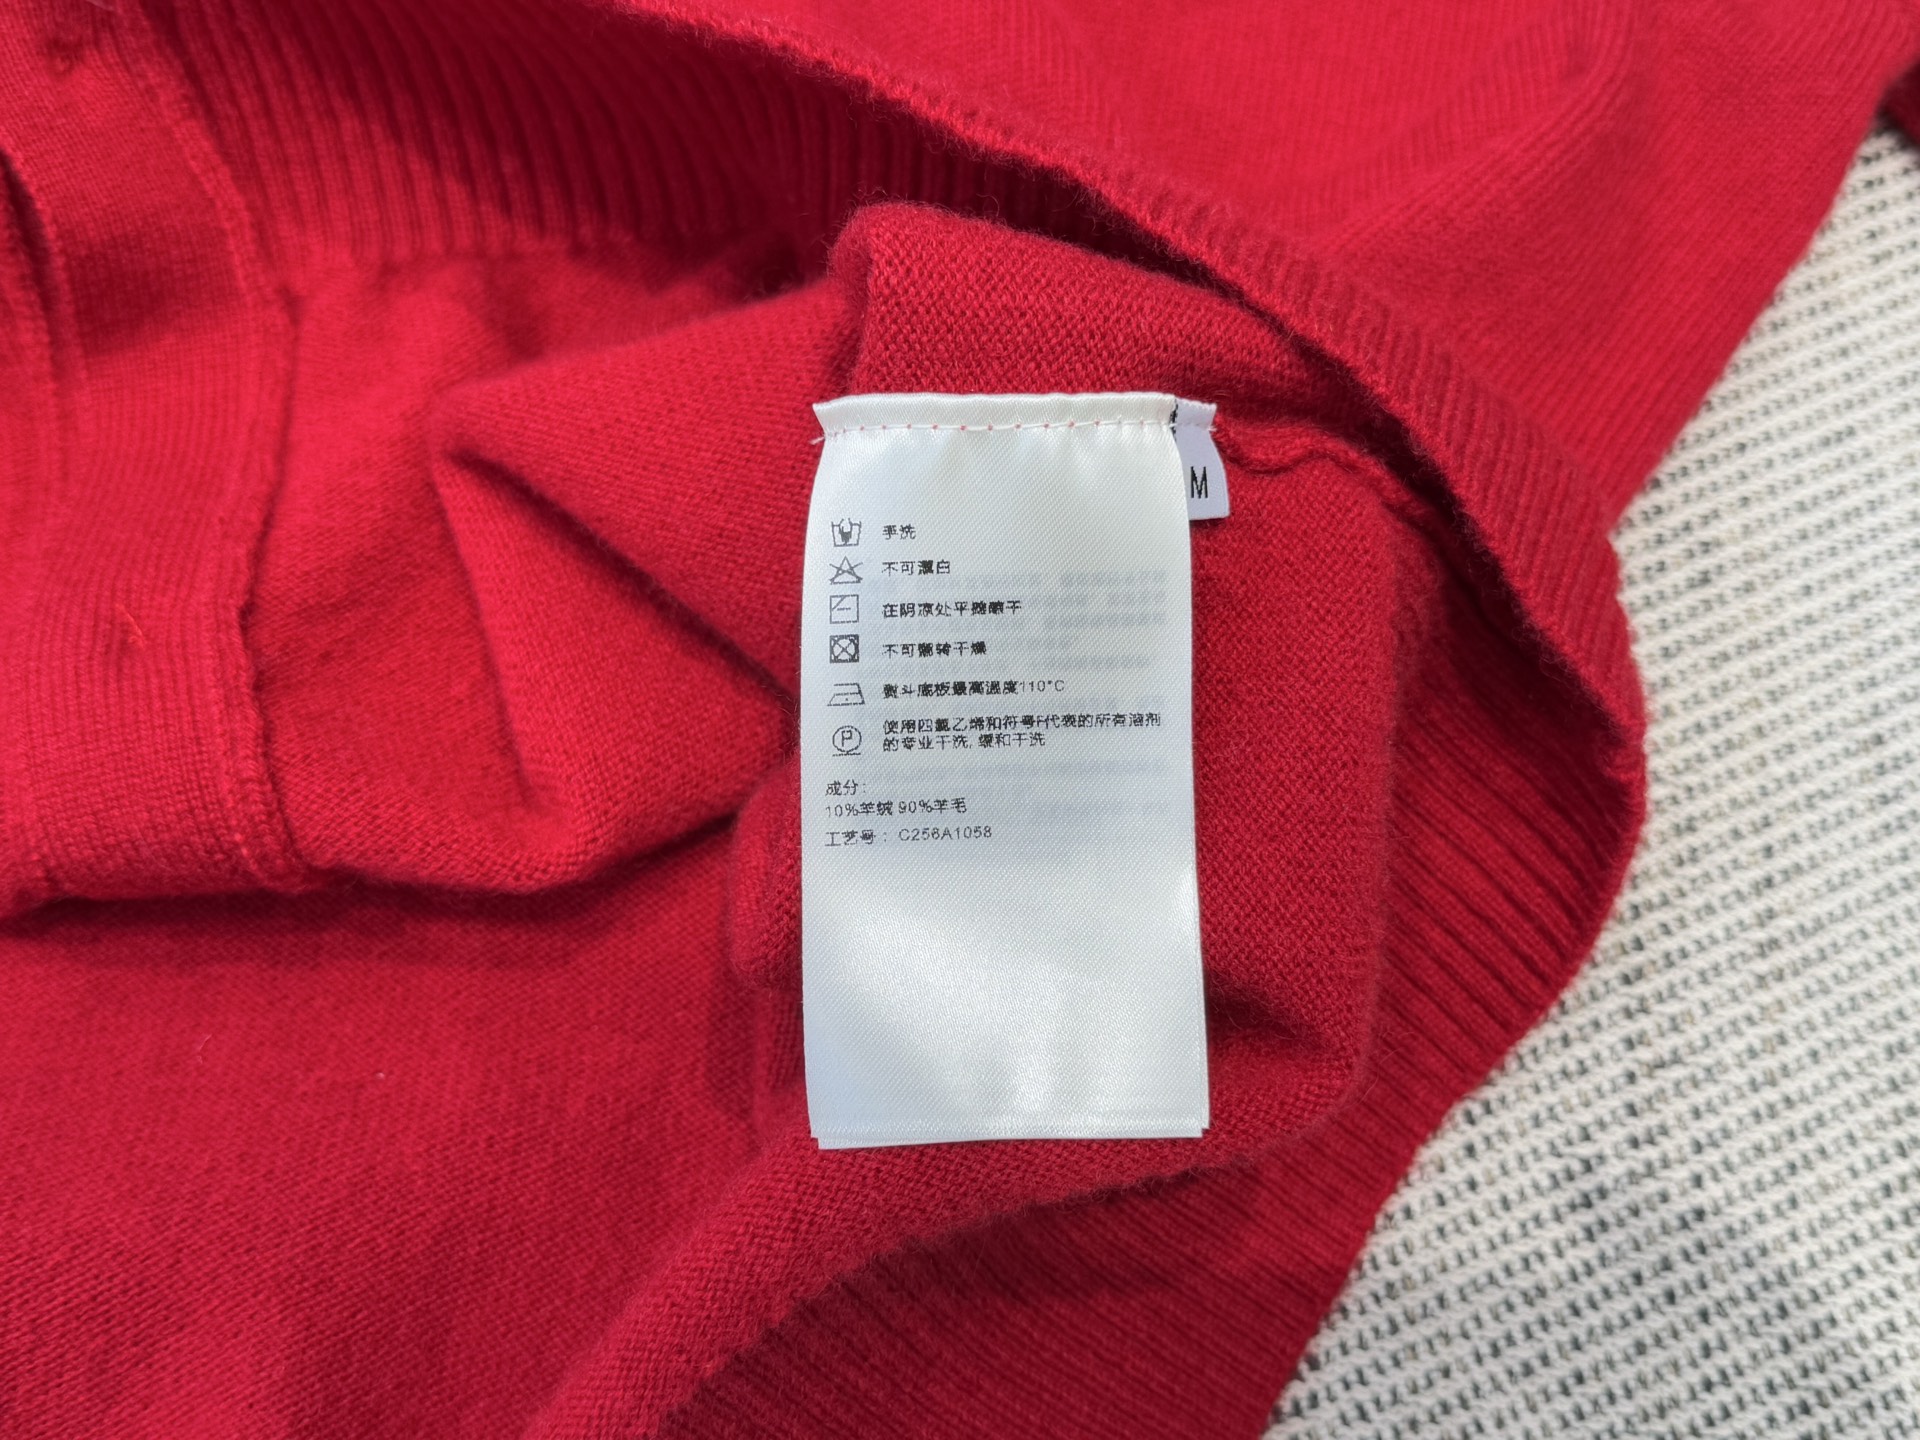 M
手洗
不可漂白
在阴凉处平摊晾干
不可翻转干燥
熨斗底板最高温度110°C
使用四氯乙烯和符号F代表的所有溶剂
的专业干洗, 缓和干洗
成分:
10%羊绒 90%羊毛
工艺号: C256A1058